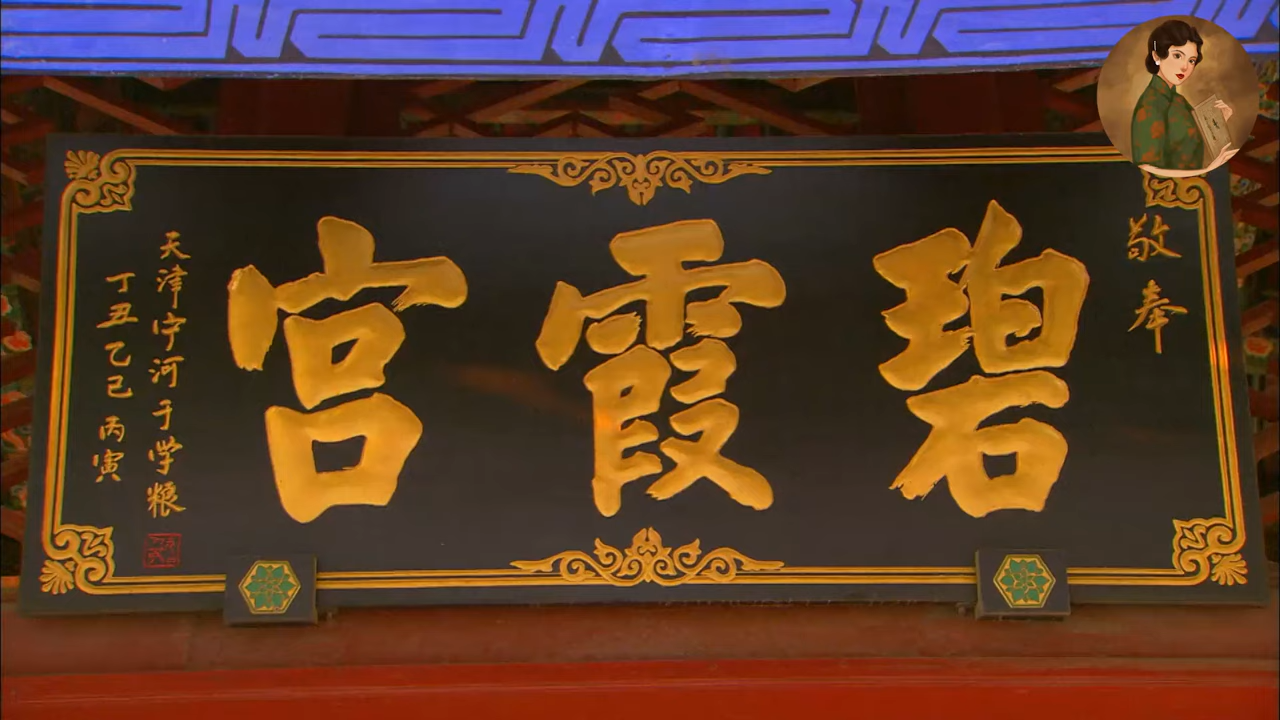 敬奉
碧霞宫
天津宁河于学粮
丁丑乙巳丙寅